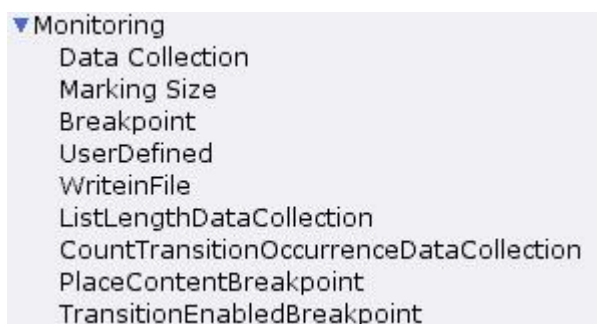 Monitoring
Data Collection
Marking Size
Breakpoint
UserDefined
WriteinFile
ListLengthDataCollection
CountTransitionOccurrenceDataCollection
PlaceContentBreakpoint
TransitionEnabledBreakpoint